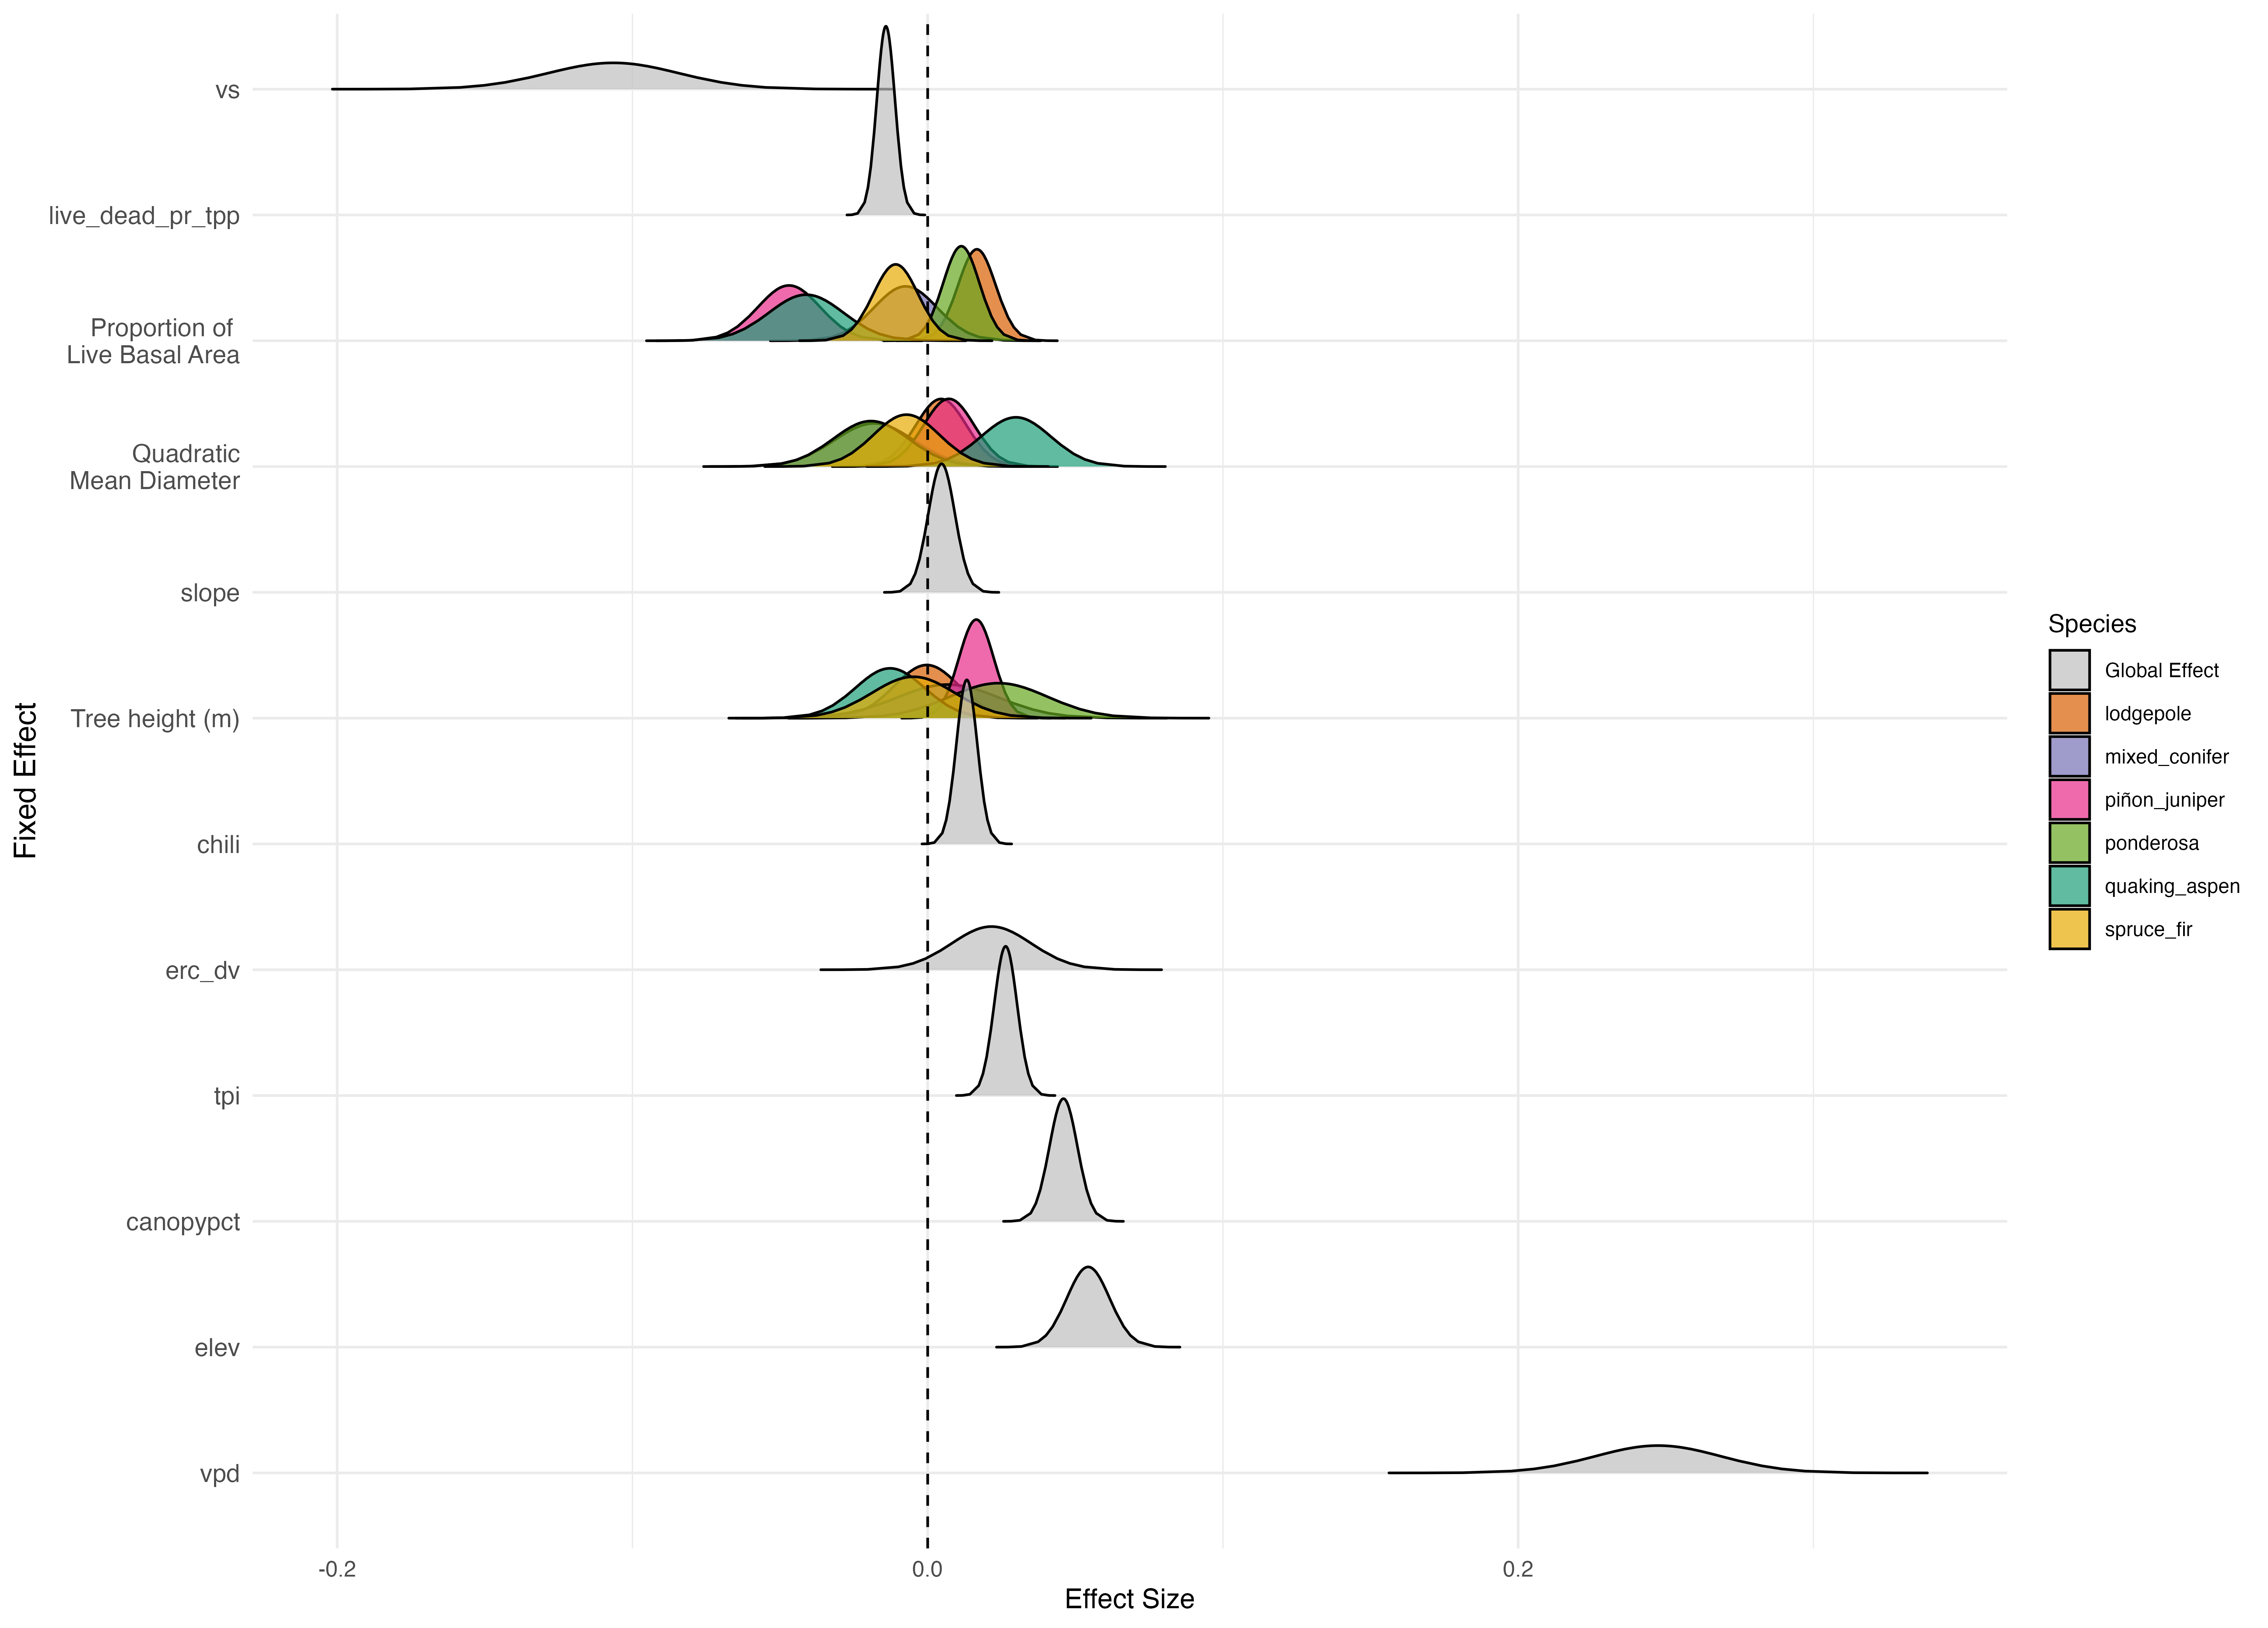 vs
live_dead_pr_tpp
Proportion of
Live Basal Area
Quadratic
Mean Diameter
slope
Tree height (m)
chili
erc_dv
tpi
canopypct
elev
vpd
Fixed Effect
-0.2
0.0
0.2
Effect Size
Species
Global Effect
lodgepole
mixed_conifer
piñon_juniper
ponderosa
quaking_aspen
spruce_fir